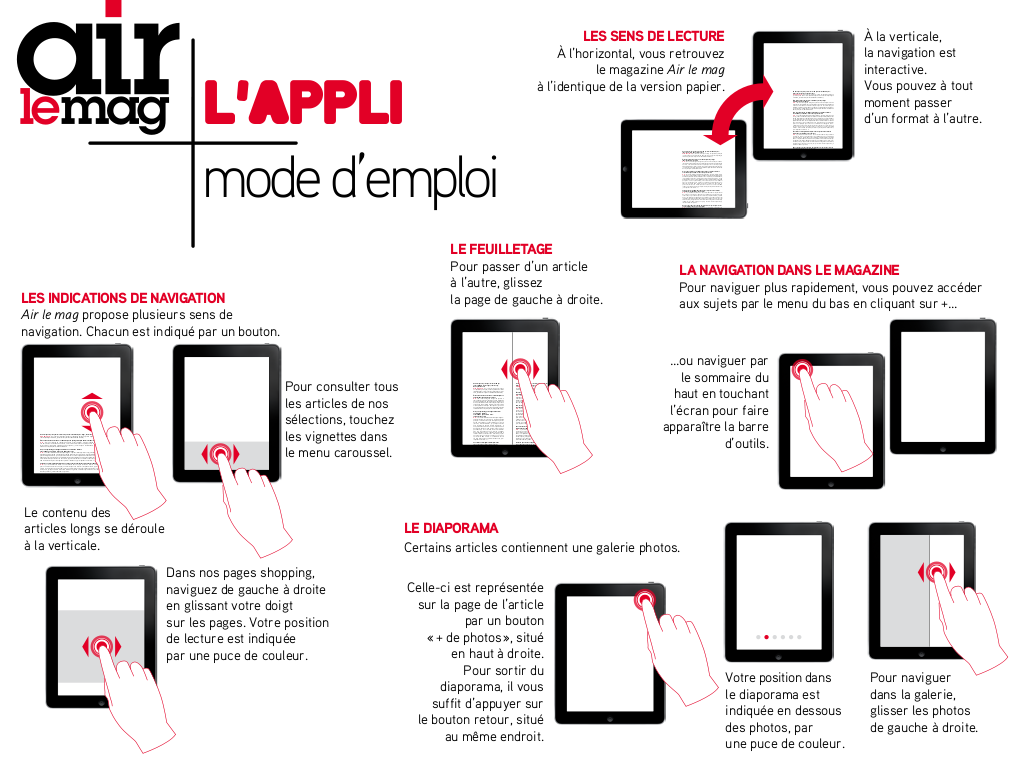 air
le mag
L'APPLI
mode d'emploi
LES SENS DE LECTURE
À l'horizontal, vous retrouvez
le magazine Air le mag
à l'identique de la version papier.
À la verticale,
la navigation est
interactive.
Vous pouvez à tout
moment passer
d'un format à l'autre.
LES INDICATIONS DE NAVIGATION
Air le mag propose plusieurs sens de
navigation. Chacun est indiqué par un bouton.
Pour consulter tous
les articles de nos
sélections, touchez
les vignettes dans
le menu caroussel.
Le contenu des
articles longs se déroule
à la verticale.
Dans nos pages shopping,
naviguez de gauche à droite
en glissant votre doigt
sur les pages. Votre position
de lecture est indiquée
par une puce de couleur.
LE FEUILLETAGE
Pour passer d'un article
à l'autre, glissez
la page de gauche à droite.
LA NAVIGATION DANS LE MAGAZINE
Pour naviguer plus rapidement, vous pouvez accéder
aux sujets par le menu du bas en cliquant sur +...
...ou naviguer par
le sommaire du
haut en touchant
l'écran pour faire
apparaître la barre
d'outils.
LE DIAPORAMA
Certains articles contiennent une galerie photos.
Celle-ci est représentée
sur la page de l'article
par un bouton
« + de photos », situé
en haut à droite.
Pour sortir du
diaporama, il vous
suffit d'appuyer sur
le bouton retour, situé
au même endroit.
Votre position dans
le diaporama est
indiquée en dessous
des photos, par
une puce de couleur.
Pour naviguer
dans la galerie,
glisser les photos
de gauche à droite.